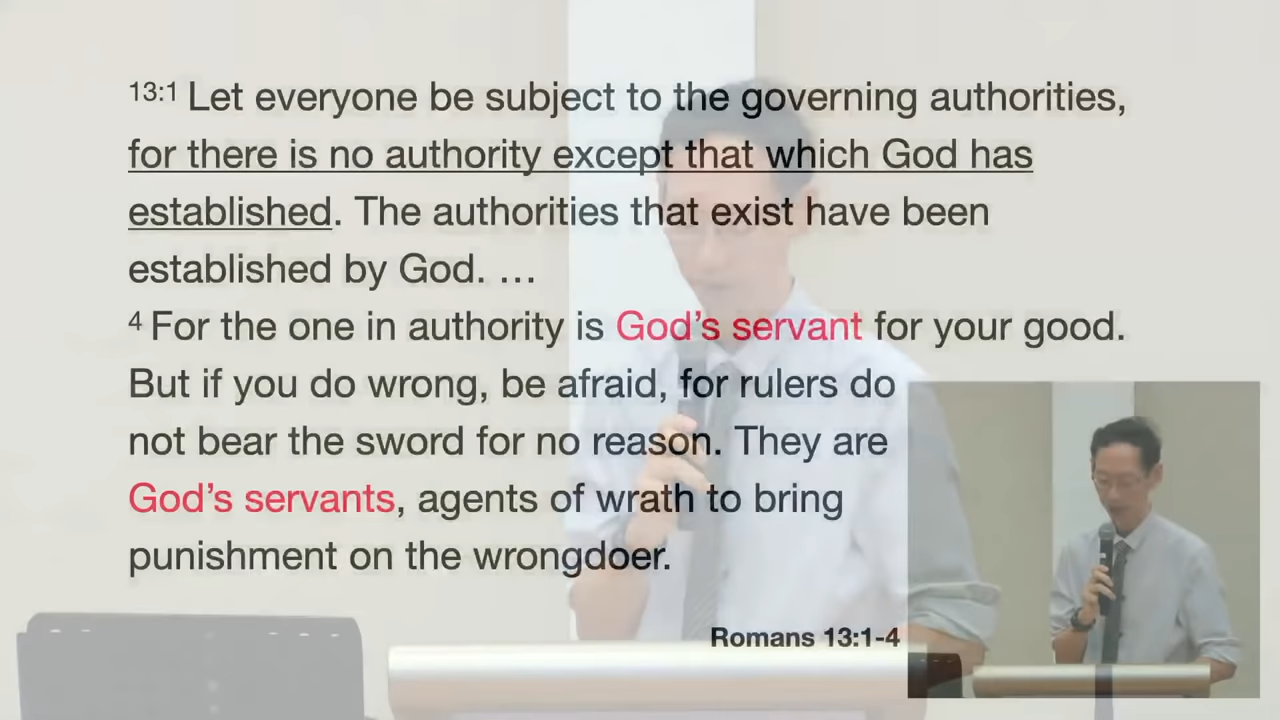 13:1 Let everyone be subject to the governing authorities,
for there is no authority except that which God has
established. The authorities that exist have been
established by God. …
4 For the one in authority is God’s servant for your good.
But if you do wrong, be afraid, for rulers do
not bear the sword for no reason. They are
God’s servants, agents of wrath to bring
punishment on the wrongdoer.
Romans 13:1-4